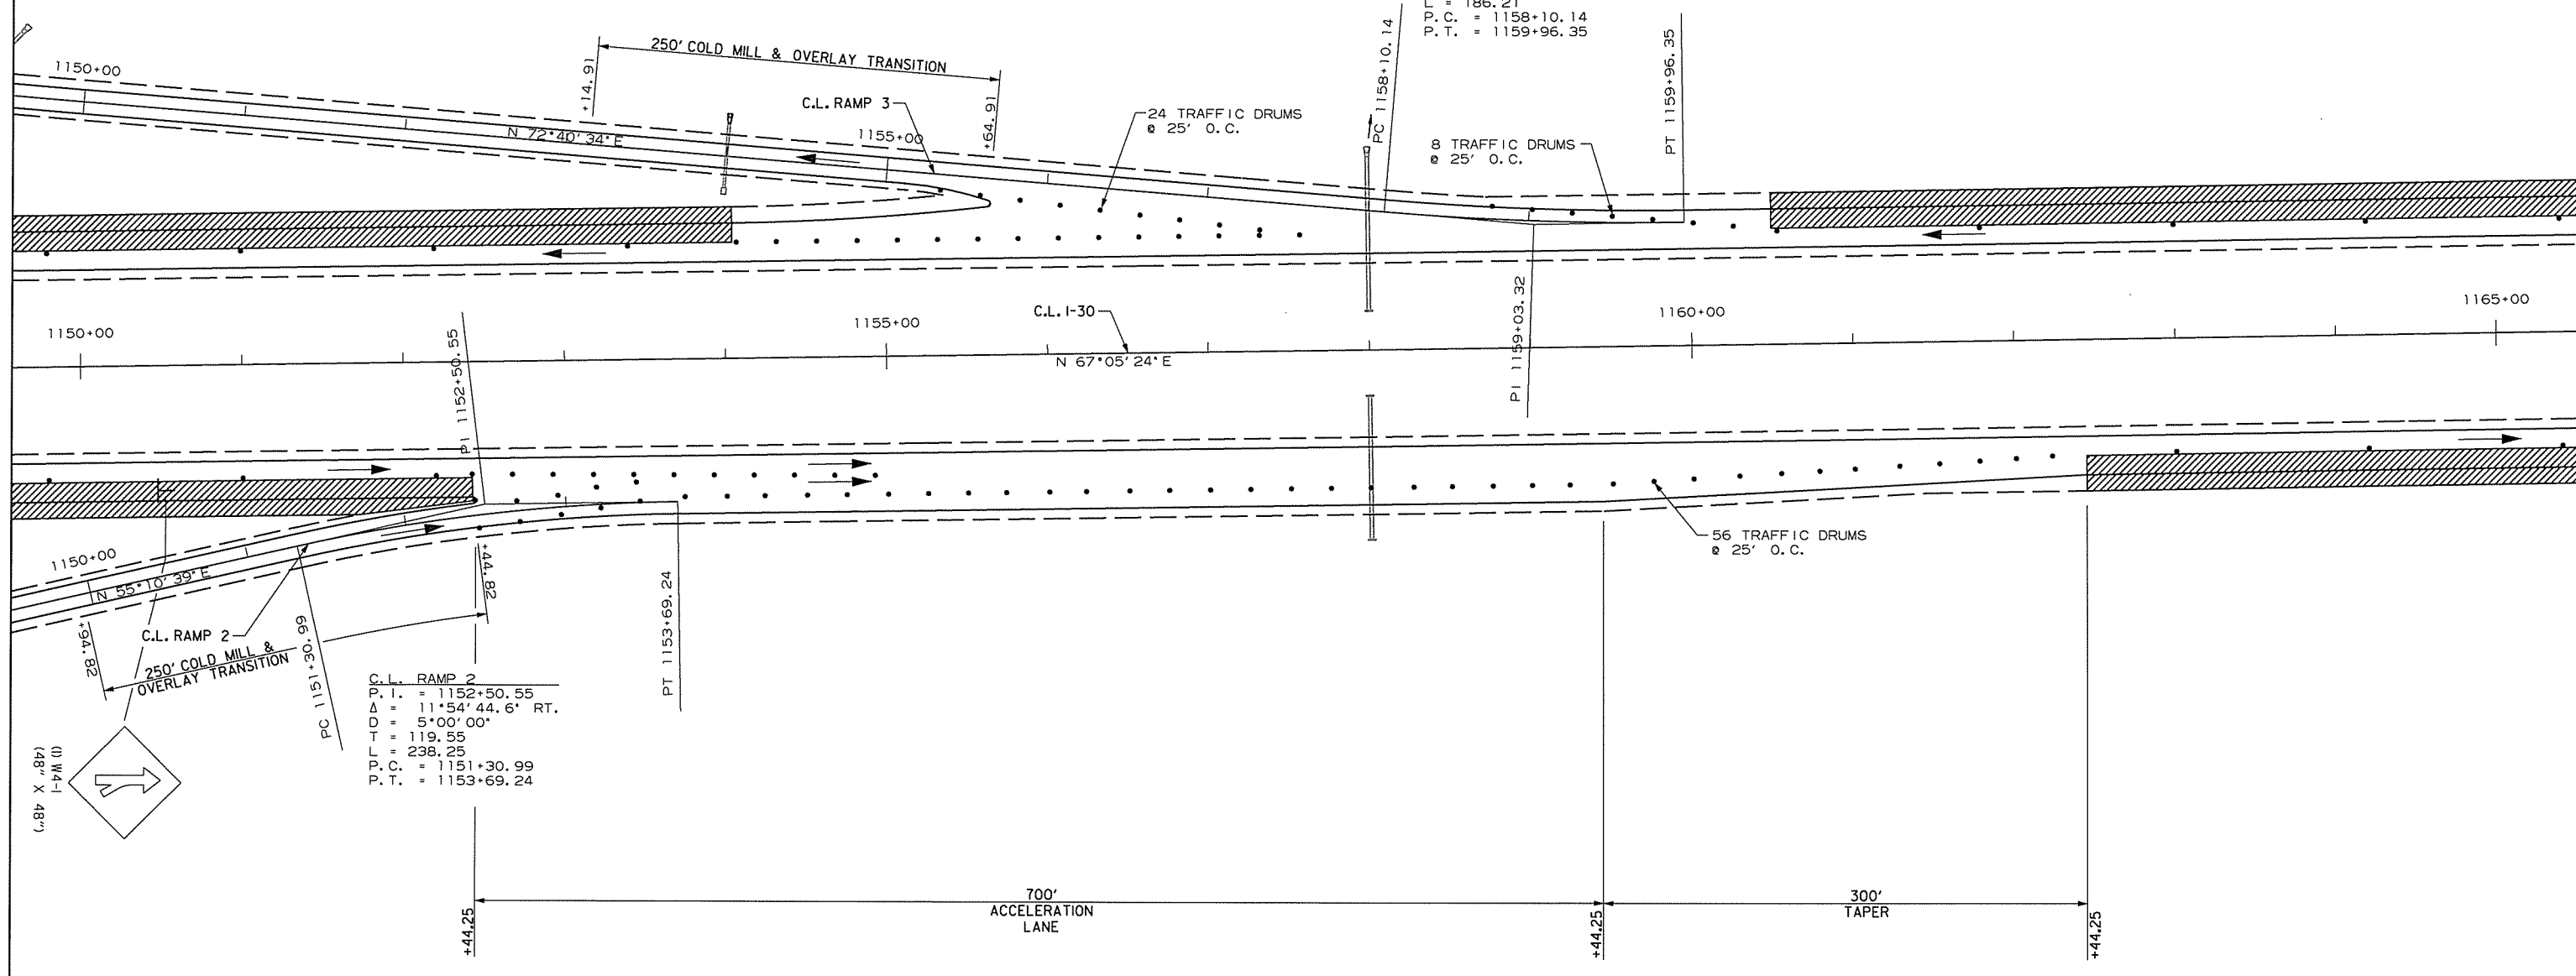 L = 186.21
P.C. = 1158+10.14
P.T. = 1159+96.35
250' COLD MILL & OVERLAY TRANSITION
+14.91
+64.91
1150+00
C.L. RAMP 3
N 72°40'34" E
1155+00
24 TRAFFIC DRUMS
@ 25' O.C.
PC 1158+10.14
8 TRAFFIC DRUMS
@ 25' O.C.
PT 1159+96.35
1150+00
1155+00
C.L. I-30
N 67°05'24" E
1160+00
1165+00
PI 1152+50.55
PI 1159+03.32
1150+00
N 55°10'39" E
+94.82
C.L. RAMP 2
250' COLD MILL &
OVERLAY TRANSITION
PC 1151+30.99
+44.82
PT 1153+69.24
56 TRAFFIC DRUMS
@ 25' O.C.
C.L. RAMP 2
P.I. = 1152+50.55
Δ = 11°54'44.6" RT.
D = 5°00'00"
T = 119.55
L = 238.25
P.C. = 1151+30.99
P.T. = 1153+69.24
(1) W4-1
(48" X 48")
700'
ACCELERATION
LANE
300'
TAPER
+44.25
+44.25
+44.25